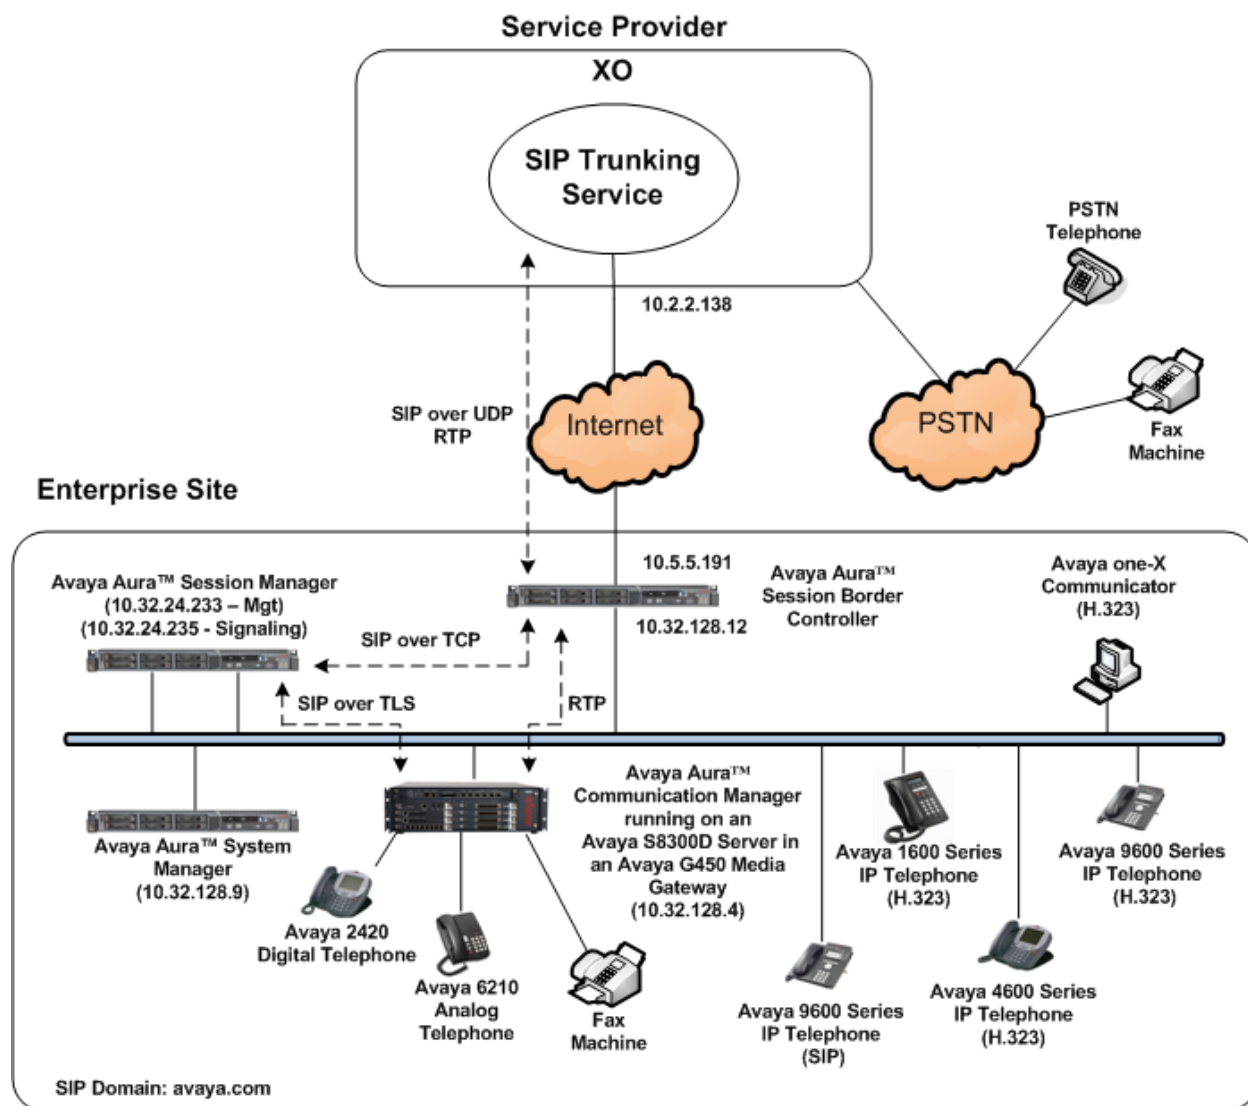 Service Provider
XO
SIP Trunking
Service
PSTN
Telephone
10.2.2.138
SIP over UDP
RTP
Internet
PSTN
Fax
Machine
Enterprise Site
Avaya Aura™ Session Manager
(10.32.24.233 – Mgt)
(10.32.24.235 - Signaling)
10.5.5.191
Avaya Aura™
Session Border
Controller
10.32.128.12
Avaya one-X
Communicator
(H.323)
SIP over TCP
SIP over TLS
RTP
Avaya Aura™ System
Manager
(10.32.128.9)
Avaya Aura™
Communication Manager
running on an
Avaya S8300D Server in
an Avaya G450 Media
Gateway
(10.32.128.4)
Avaya 1600 Series
IP Telephone
(H.323)
Avaya 9600 Series
IP Telephone
(H.323)
Avaya 2420
Digital Telephone
Avaya 6210
Analog
Telephone
Fax
Machine
Avaya 9600 Series
IP Telephone
(SIP)
Avaya 4600 Series
IP Telephone
(H.323)
SIP Domain: avaya.com